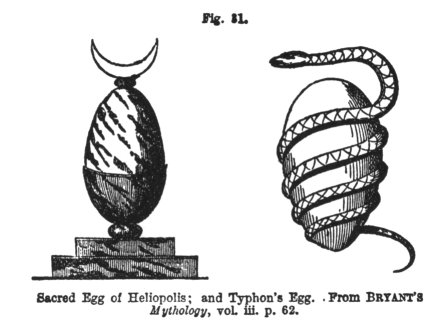 Fig. 31.
Sacred Egg of Heliopolis; and Typhon's Egg. . From BRYANT'S
Mythology, vol. iii. p. 62.